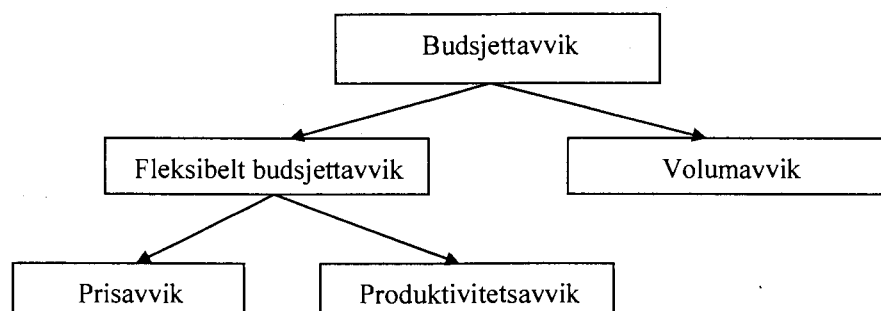 Budsjettavvik
Fleksibelt budsjettavvik
Volumavvik
Prisavvik
Produktivitetsavvik